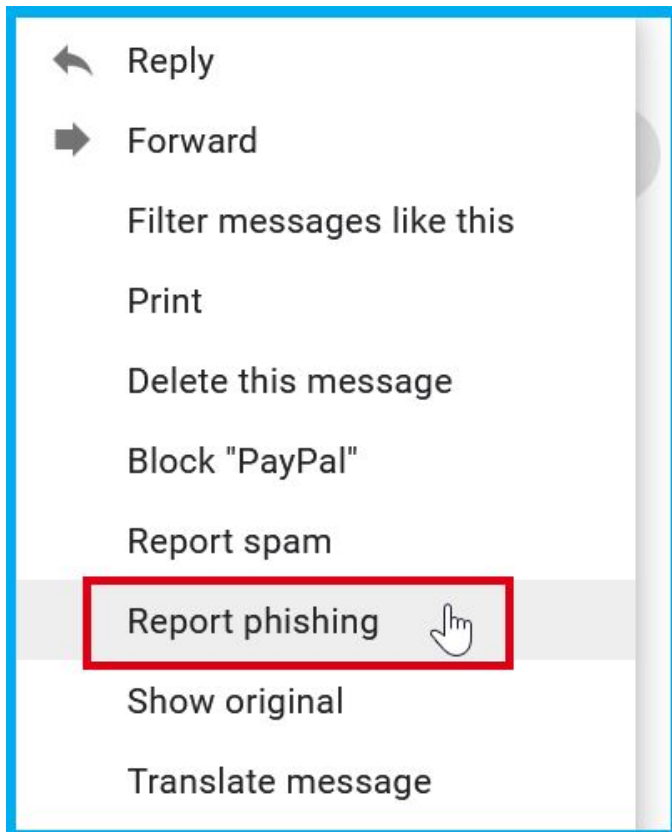 Reply
Forward
Filter messages like this
Print
Delete this message
Block "PayPal"
Report spam
Report phishing
Show original
Translate message